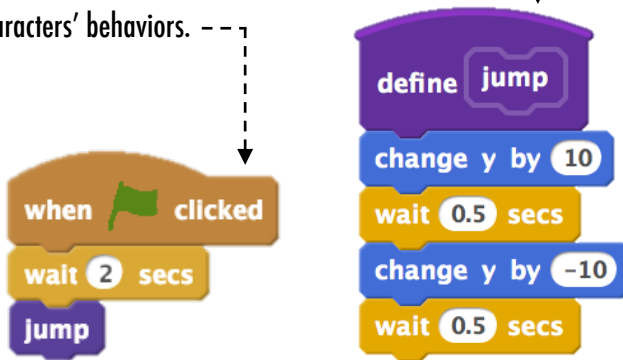 aracters' behaviors.
when clicked
wait 2 secs
jump
define jump
change y by 10
wait 0.5 secs
change y by -10
wait 0.5 secs